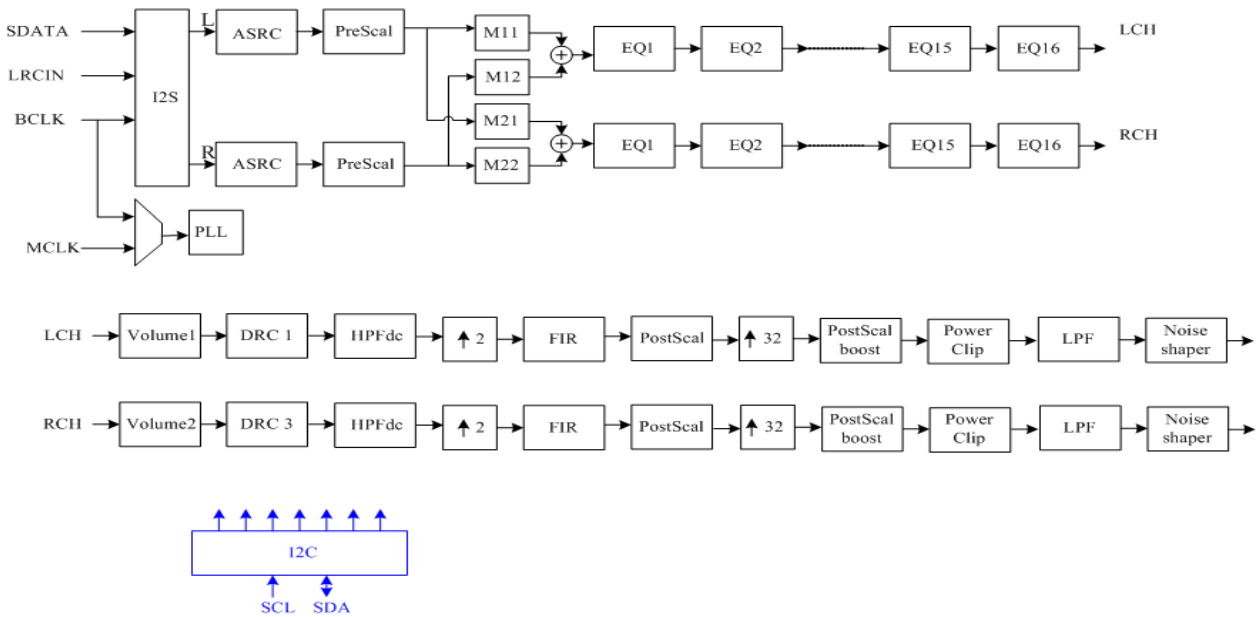 SDATA
LRCIN
BCLK
MCLK
I2S
L
R
ASRC
PreScal
ASRC
PreScal
M11
M12
M21
M22
+
+
EQ1
EQ2
EQ15
EQ16
LCH
EQ1
EQ2
EQ15
EQ16
RCH
PLL
LCH
Volume1
DRC 1
HPFdc
2
FIR
PostScal
32
PostScal
boost
Power
Clip
LPF
Noise
shaper
RCH
Volume2
DRC 3
HPFdc
2
FIR
PostScal
32
PostScal
boost
Power
Clip
LPF
Noise
shaper
I2C
SCL
SDA